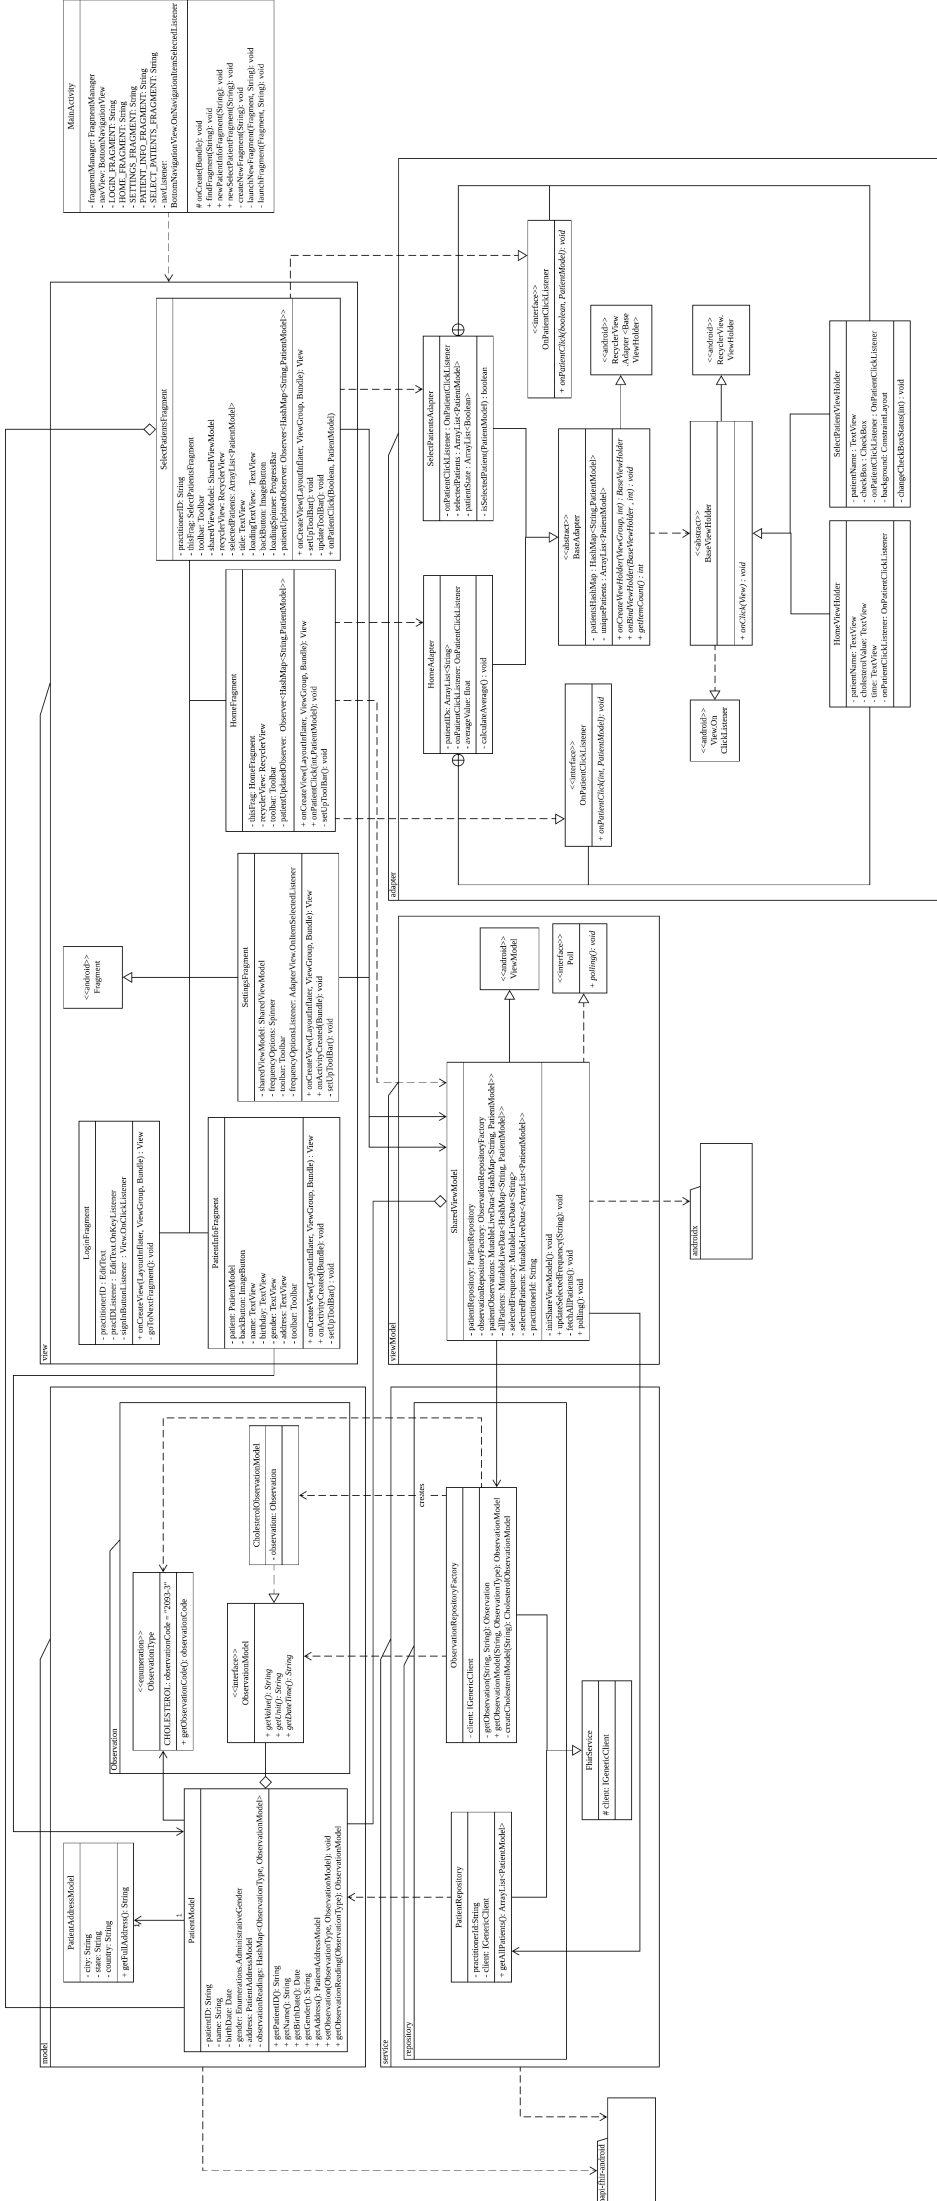 MainActivity
- fragmentManager: FragmentManager
- navView: BottomNavigationView
- LOGIN_FRAGMENT: String
- HOME_FRAGMENT: String
- SETTINGS_FRAGMENT: String
- PATIENT_INFO_FRAGMENT: String
- SELECT_PATIENTS_FRAGMENT: String
- navListener:
BottomNavigationView.OnNavigationItemSelectedListener
# onCreate(Bundle): void
+ findFragment(String): void
+ newPatientInfoFragment(String): void
+ newSelectPatientFragment(String): void
- createNewFragment(String): void
- launchNewFragment(Fragment, String): void
- launchFragment(Fragment, String): void
view
LoginFragment
- practitionerID : EditText
- practIDListener : EditText.OnKeyListener
- signInButtonListener : View.OnClickListener
+ onCreateView(LayoutInflater, ViewGroup, Bundle) : View
- goTotextFragment(): void
PatientInfoFragment
- patient: PatientModel
- backButton: ImageButton
- name: TextView
- birthday: TextView
- gender: TextView
- address: TextView
- toolbar: Toolbar
+ onCreateView(LayoutInflater, ViewGroup, Bundle) : View
+ onActivityCreated(Bundle): void
- setUpToolBar() : void
<<android>>
Fragment
SettingsFragment
- sharedViewModel: SharedViewModel
- frequencyOptions: Spinner
- toolbar: Toolbar
- frequencyOptionsListener: AdapterView.OnItemSelectedListener
+ onCreateView(LayoutInflater, ViewGroup, Bundle): View
+ onActivityCreated(Bundle): void
- setUpToolBar(): void
HomeFragment
- thisFrag: HomeFragment
- recyclerView: RecyclerView
- toolbar: Toolbar
- patientUpdatedObserver: Observer<HashMap<String,PatientModel>>
+ onCreateView(LayoutInflater, ViewGroup, Bundle): View
+ onPatientClick(int,PatientModel): void
- setUpToolBar(): void
SelectPatientsFragment
- practitionerID: String
- thisFrag: SelectPatientsFragment
- toolbar: Toolbar
- sharedViewModel: SharedViewModel
- recyclerView: RecyclerView
- selectedPatients: ArrayList<PatientModel>
- title: TextView
- loadingTextView: TextView
- backButton: ImageButton
- loadingSpinner: ProgressBar
- patientUpdatedObserver: Observer<HashMap<String,PatientModel>>
+ onCreateView(LayoutInflater, ViewGroup, Bundle): View
- setUpToolBar(): void
- updateToolBar(): void
+ onPatientClick(Boolean, PatientModel)
adapter
HomeAdapter
- patientIDs: ArrayList<String>
- onPatientClickListener: OnPatientClickListener
- averageValue: float
- calculateAverage() : void
SelectPatientsAdapter
- onPatientClickListener : OnPatientClickListener
- selectedPatients : ArrayList<PatientModel>
- patientState : ArrayList<Boolean>
- isSelectedPatient(PatientModel) : boolean
<<interface>>
OnPatientClickListener
+ onPatientClick(boolean, PatientModel): void
<<interface>>
OnPatientClickListener
+ onPatientClick(int, PatientModel): void
<<abstract>>
BaseAdapter
- patientsHashMap : HashMap<String,PatientModel>
- uniquePatients : ArrayList<PatientModel>
+ onCreateViewHolder(ViewGroup, int) : BaseViewHolder
+ onBindViewHolder(BaseViewHolder , int) : void
+ getItemCount() : int
<<android>>
RecyclerView
.Adapter <Base
ViewHolder>
<<android>>
View.On
ClickListener
<<abstract>>
BaseViewHolder
+ onClick(View) : void
<<android>>
RecyclerView.
ViewHolder
HomeViewHolder
- patientName: TextView
- cholesterolValue: TextView
- time: TextView
- onPatientClickListener: OnPatientClickListener
SelectPatientViewHolder
- patientName : TextView
- checkBox : CheckBox
- onPatientClickListener : OnPatientClickListener
- background: ConstraintLayout
- changeCheckBoxStatus(int) : void
viewModel
SharedViewModel
- patientRepository: PatientRepository
- observationRepositoryFactory: ObservationRepositoryFactory
- patientObservations: MutableLiveData<HashMap<String, PatientModel>>
- allPatients: MutableLiveData<HashMap<String, PatientModel>>
- selectedFrequency: MutableLiveData<String>
- selectedPatients: MutableLiveData<ArrayList<PatientModel>>
- practitionerId: String
- initShareViewModel(): void
+ updateSelectedFrequency(String): void
- fetchAllPatients(): void
+ polling(): void
<<android>>
ViewModel
<<interface>>
Poll
+ polling(): void
androidx
model
PatientAddressModel
- city: String
- state: String
- country: String
+ getFullAddress(): String
1
PatientModel
- patientID: String
- name: String
- birthDate: Date
- gender: Enumerations.AdministrativeGender
- address: PatientAddressModel
- observationReadings: HashMap<ObservationType, ObservationModel>
+ getPatientID(): String
+ getName(): String
+ getBirthDate(): Date
+ getGender(): String
+ getAddress(): PatientAddressModel
+ setObservation(ObservationType, ObservationModel): void
+ getObservationReading(ObservationType): ObservationModel
Observation
<<enumeration>>
ObservationType
CHOLESTEROL: observationCode = "2093-3"
+ getObservationCode(): observationCode
<<interface>>
ObservationModel
+ getValue(): String
+ getUnit(): String
+ getDateTime(): String
CholesterolObservationModel
- observation: Observation
service
repository
creates
ObservationRepositoryFactory
- client: IGenericClient
- getObservation(String, String): Observation
+ getObservationModel(String, ObservationType): ObservationModel
- createCholesterolModel(String): CholesterolObservationModel
PatientRepository
- practitionerId:String
- client: IGenericClient
+ getAllPatients(): ArrayList<PatientModel>
FhirService
# client: IGenericClient
hapi-fhir-android